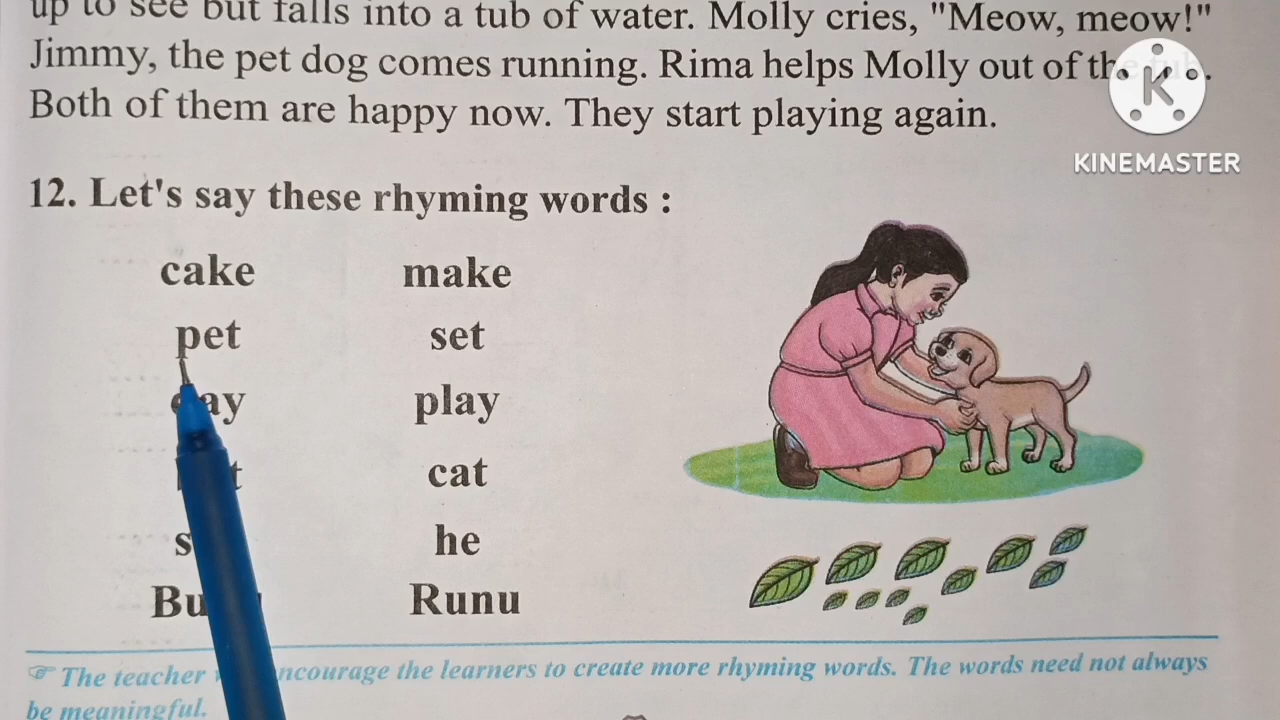 up to see but falls into a tub of water. Molly cries, "Meow, meow!"
Jimmy, the pet dog comes running. Rima helps Molly out of the
Both of them are happy now. They start playing again.
K
KINEMASTER
12. Let's say these rhyming words :
cake make
pet set
play
cat
he
Runu
☞ The teacher encourage the learners to create more rhyming words. The words need not always
be meaningful.